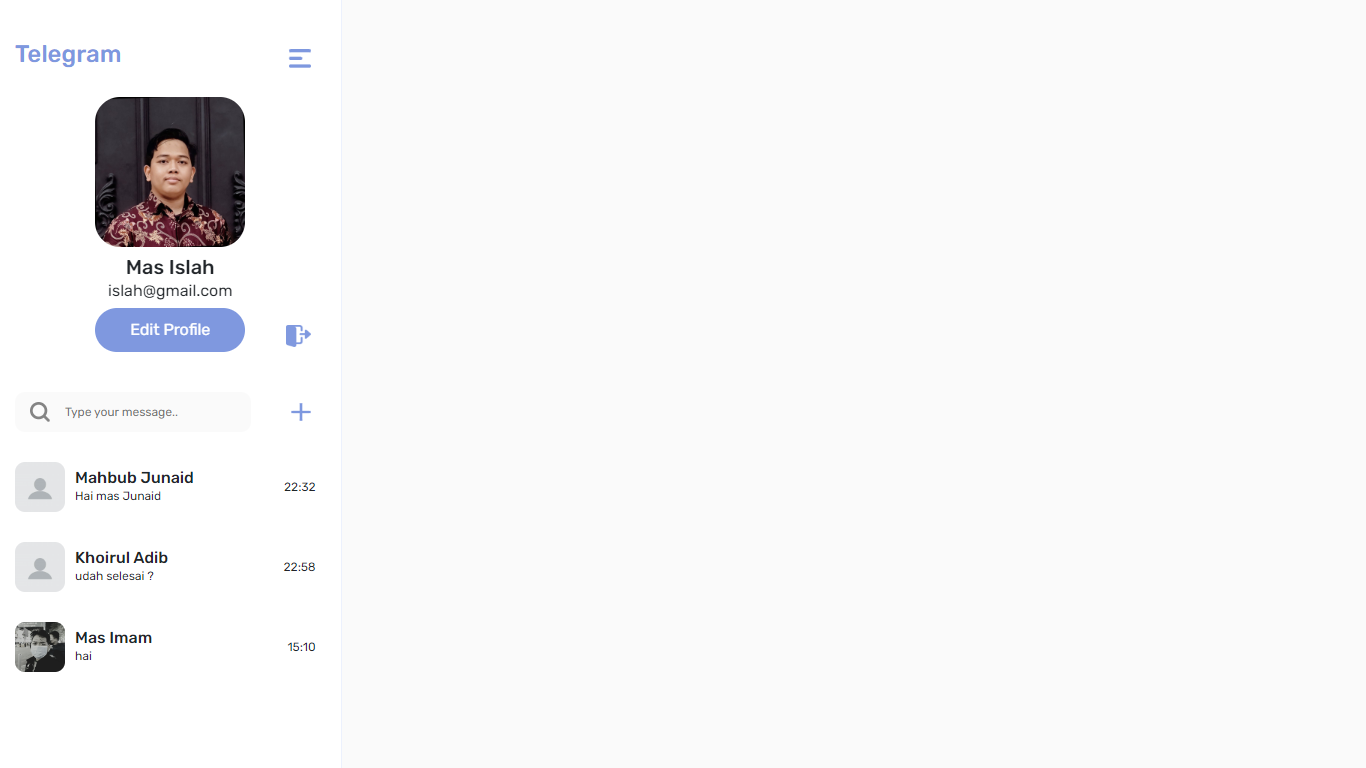 Telegram
Mas Islah
islah@gmail.com
Edit Profile
Type your message..
Mahbub Junaid
Hai mas Junaid
22:32
Khoirul Adib
udah selesai ?
22:58
Mas Imam
hai
15:10